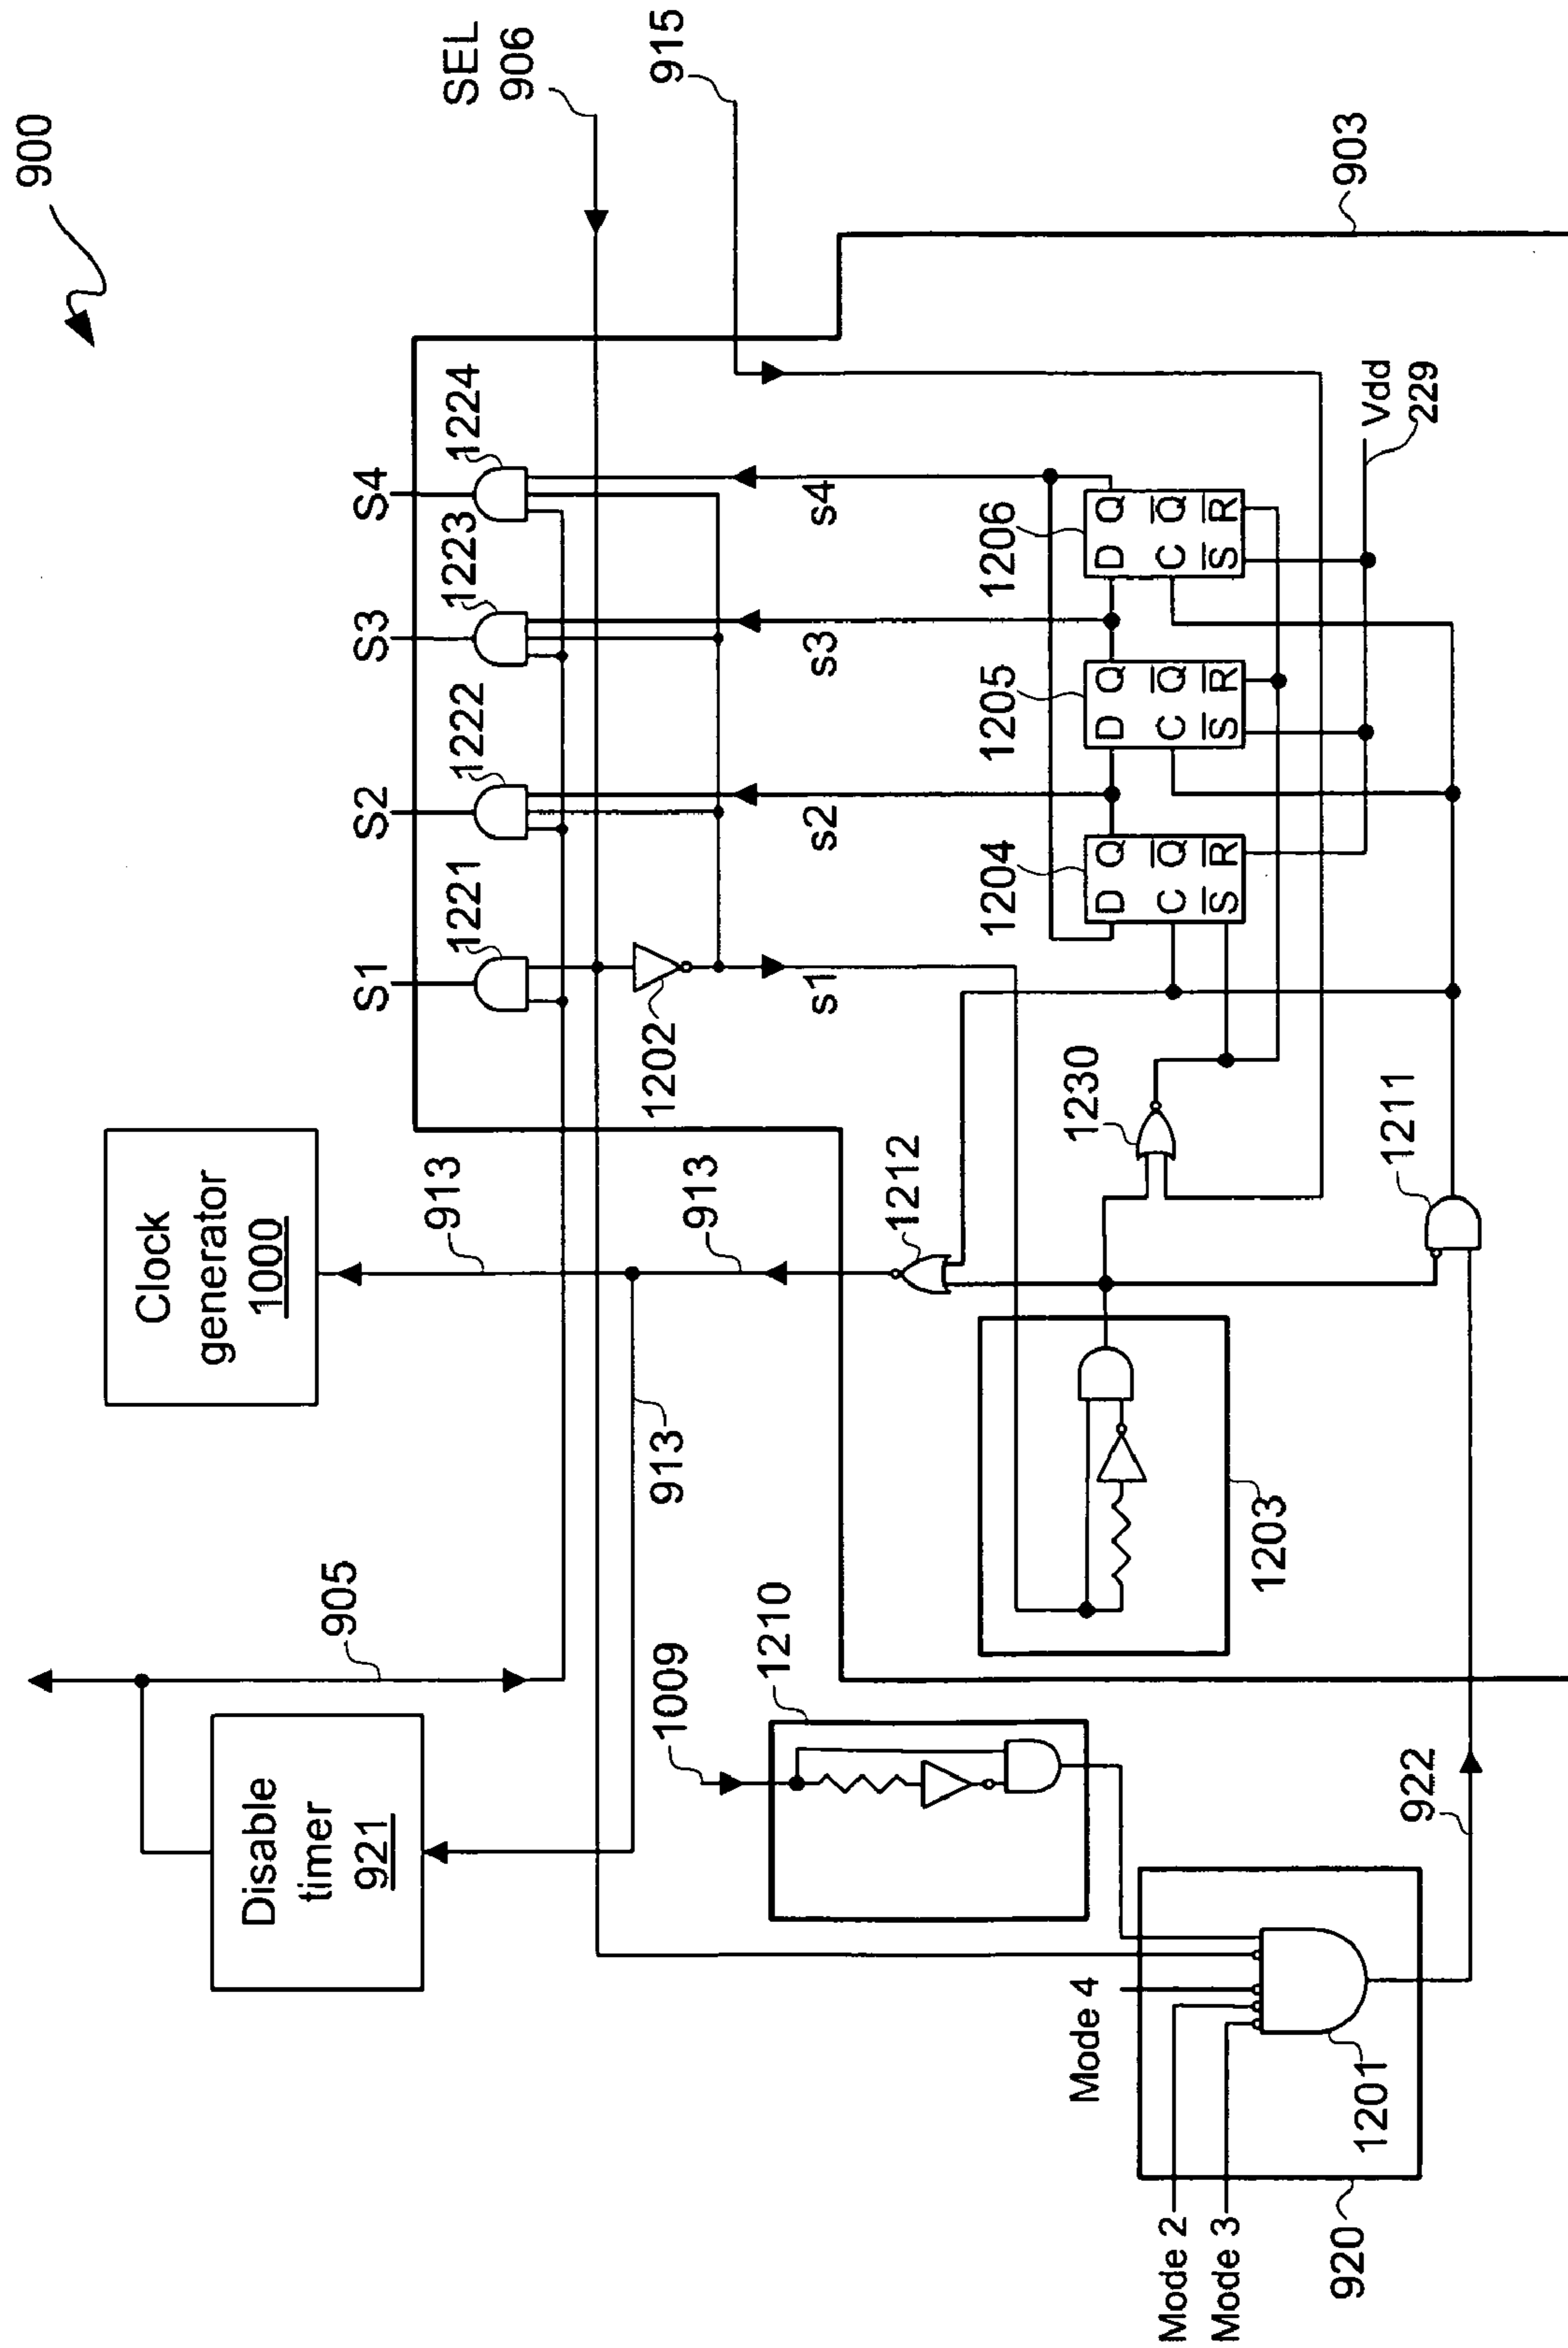 900
SEL
906
915
903
Clock
generator
1000
913
913
913
905
Disable
timer
921
S1
S2
S3
S4
1221
1222
1223
1224
1202
s1
s2
s3
s4
1204
1205
1206
D Q
C Q
S R
D Q
C Q
S R
D Q
C Q
S R
Vdd
229
1212
1230
1211
1203
1009
1210
922
Mode 4
1201
Mode 2
Mode 3
920